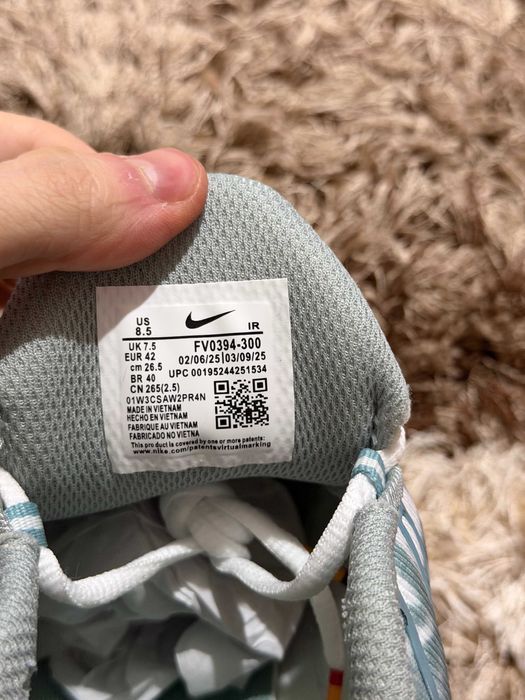 US
8.5
IR
UK 7.5
FV0394-300
EUR 42
02/06/25|03/09/25
cm 26.5
UPC 00195244251534
BR 40
CN 265(2.5)
01W3CSAW2PR4N
MADE IN VIETNAM
HECHO EN VIETNAM
FABRIQUE AU VIETNAM
FABRICADO NO VIETNA
This product is covered by one or more patents:
www.nike.com/patentsvirtualmarking